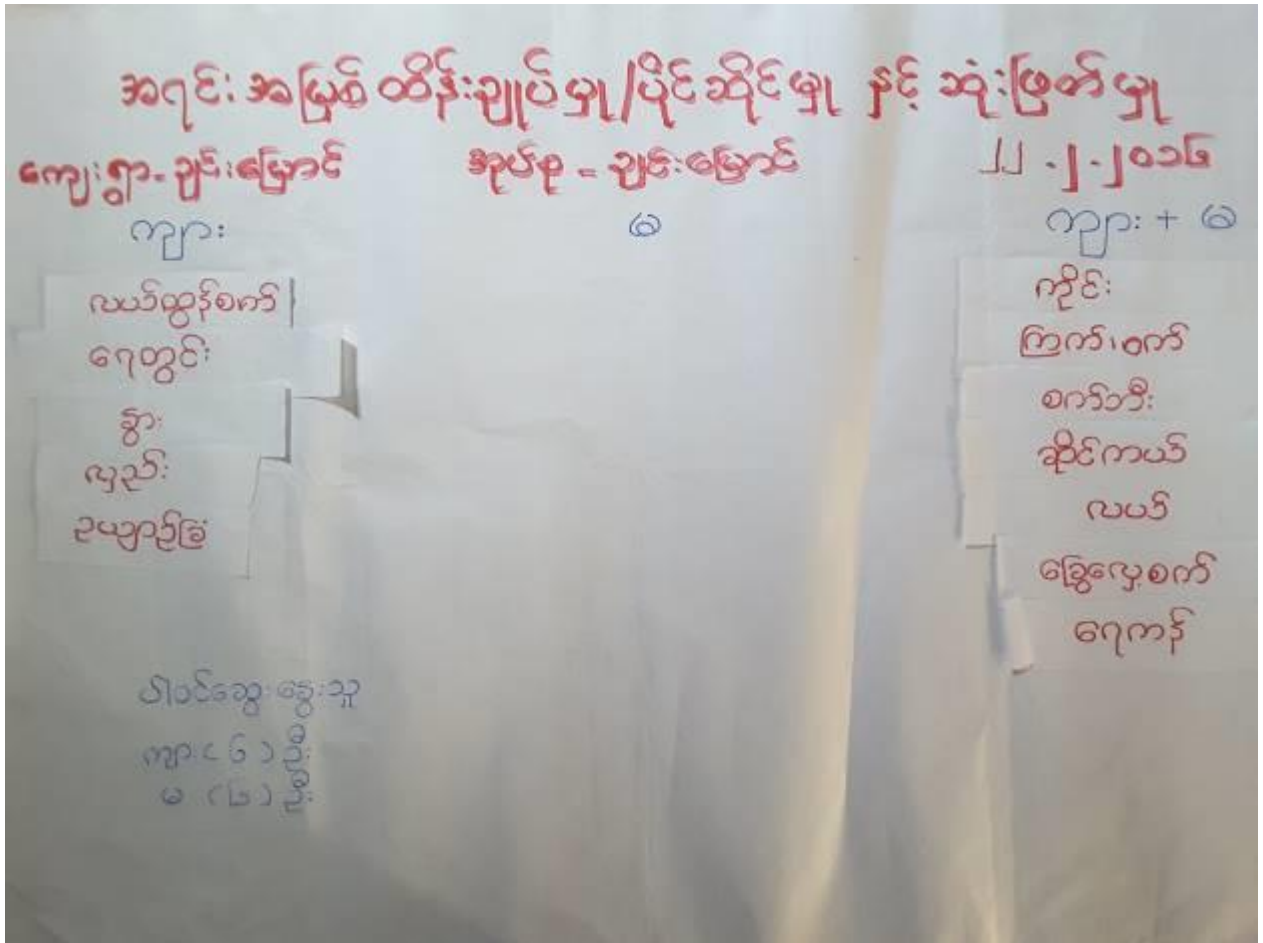 အရင်းအမြစ်ထိန်းချုပ်မှု/ပိုင်ဆိုင်မှု နှင့် ဆုံးဖြတ်မှု
ကျေးရွာ - ချင်းမြောင် အုပ်စု = ချင်းမြောင် ၂၂.၂.၂၀၁၆
ကျား မ ကျား + မ
လယ်ထွန်စက်
ရေတွင်း
နွား
လှည်း
ဥယျာဉ်ခြံ
ကိုင်း
ကြက်၊ဝက်
စက်ဘီး
ဆိုင်ကယ်
လယ်
ခြွေလှေ့စက်
ရေကန်
ပါဝင်ဆွေးနွေးသူ
ကျား (၆) ဦး
မ (၉) ဦး